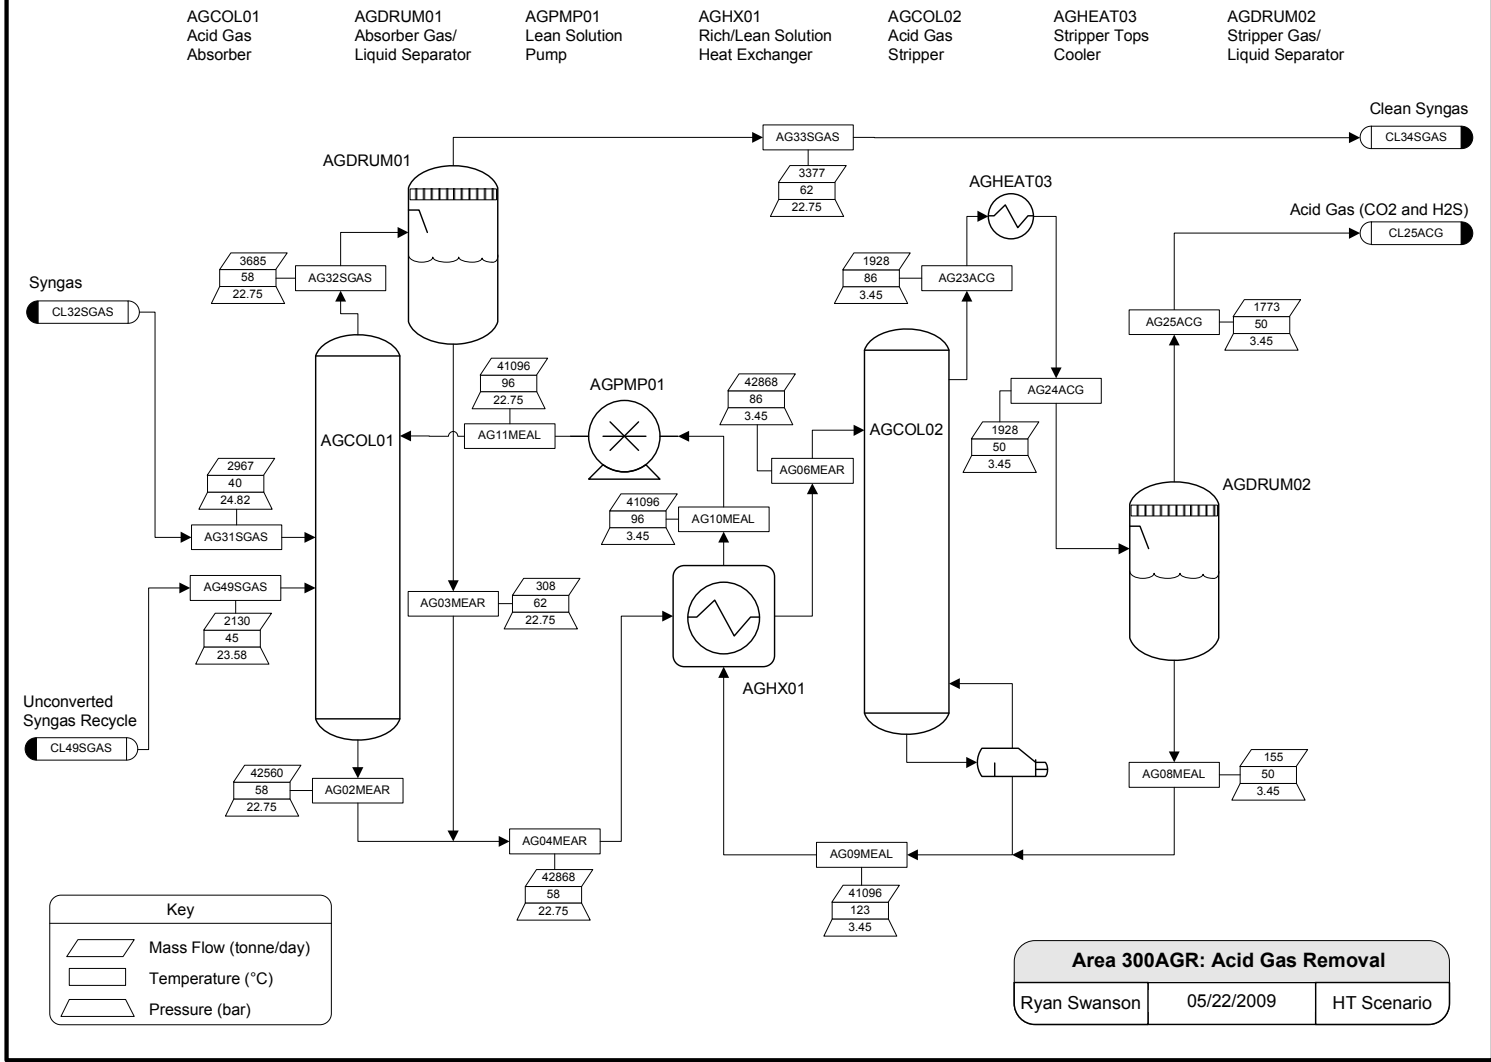 AGCOL01
Acid Gas
Absorber
AGDRUM01
Absorber Gas/
Liquid Separator
AGPMP01
Lean Solution
Pump
AGHX01
Rich/Lean Solution
Heat Exchanger
AGCOL02
Acid Gas
Stripper
AGHEAT03
Stripper Tops
Cooler
AGDRUM02
Stripper Gas/
Liquid Separator
Clean Syngas
CL34SGAS
AG33SGAS
3377
62
22.75
AGDRUM01
AGHEAT03
Acid Gas (CO2 and H2S)
CL25ACG
3685
58
22.75
AG32SGAS
1928
86
3.45
AG23ACG
Syngas
CL32SGAS
AG25ACG
1773
50
3.45
41096
96
22.75
AG11MEAL
AGPMP01
42868
86
3.45
AG06MEAR
AG24ACG
1928
50
3.45
AGCOL01
AGCOL02
2967
40
24.82
AG31SGAS
41096
96
3.45
AG10MEAL
AGDRUM02
AG49SGAS
2130
45
23.58
AG03MEAR
308
62
22.75
AGHX01
Unconverted
Syngas Recycle
CL49SGAS
42560
58
22.75
AG02MEAR
AG08MEAL
155
50
3.45
AG04MEAR
42868
58
22.75
AG09MEAL
41096
123
3.45
Key
Mass Flow (tonne/day)
Temperature (°C)
Pressure (bar)
Area 300AGR: Acid Gas Removal
Ryan Swanson
05/22/2009
HT Scenario